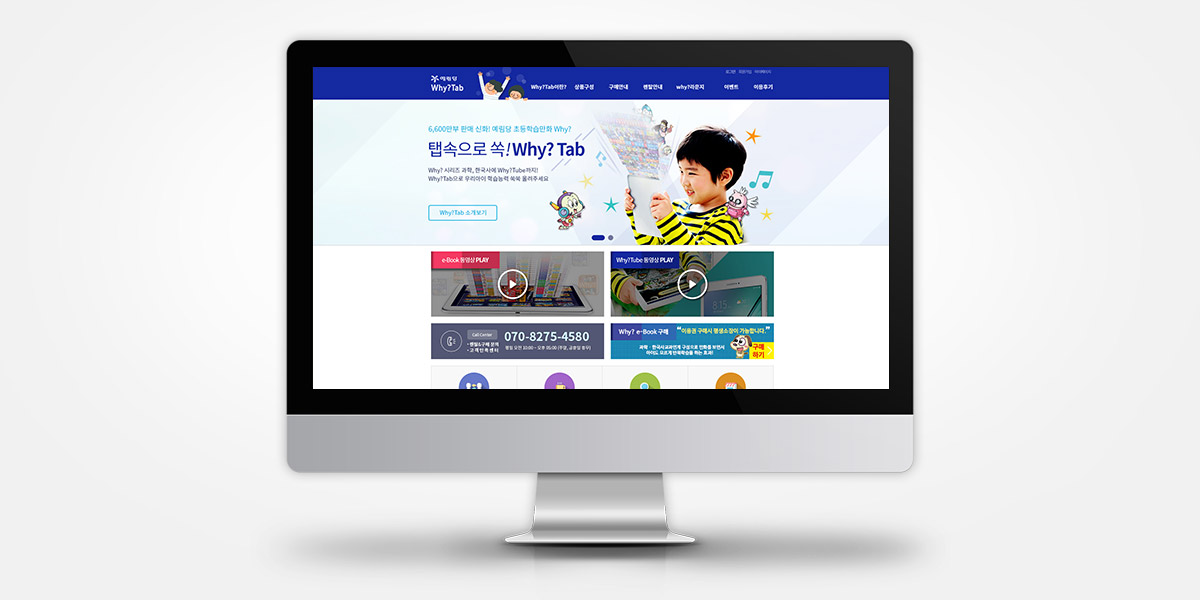 로그인 회원가입 마이페이지
예림당
Why?Tab
Why?Tab이란? 상품구성 구매안내 렌탈안내 why?라운지 이벤트 이용후기
6,600만부 판매 신화! 예림당 초등학습만화 Why?
탭속으로 쏙! Why? Tab
Why? 시리즈 과학, 한국사에 Why?Tube까지!
Why?Tab으로 우리아이 학습능력 쑥쑥 올려주세요
Why?Tab 소개보기
e-Book 동영상 PLAY
Why?Tube 동영상 PLAY
8:15
Call Center
• 렌탈&구매 문의
• 고객만족센터
070-8275-4580
평일 오전 10:00 ~ 오후 05:00 (주말, 공휴일 휴무)
Why? e-Book 구매
"이용권 구매시 평생소장이 가능합니다."
과학 · 한국사교과연계 구성으로 만화를 보면서
아이도 모르게 반복학습을 하는 효과!
구매
하기